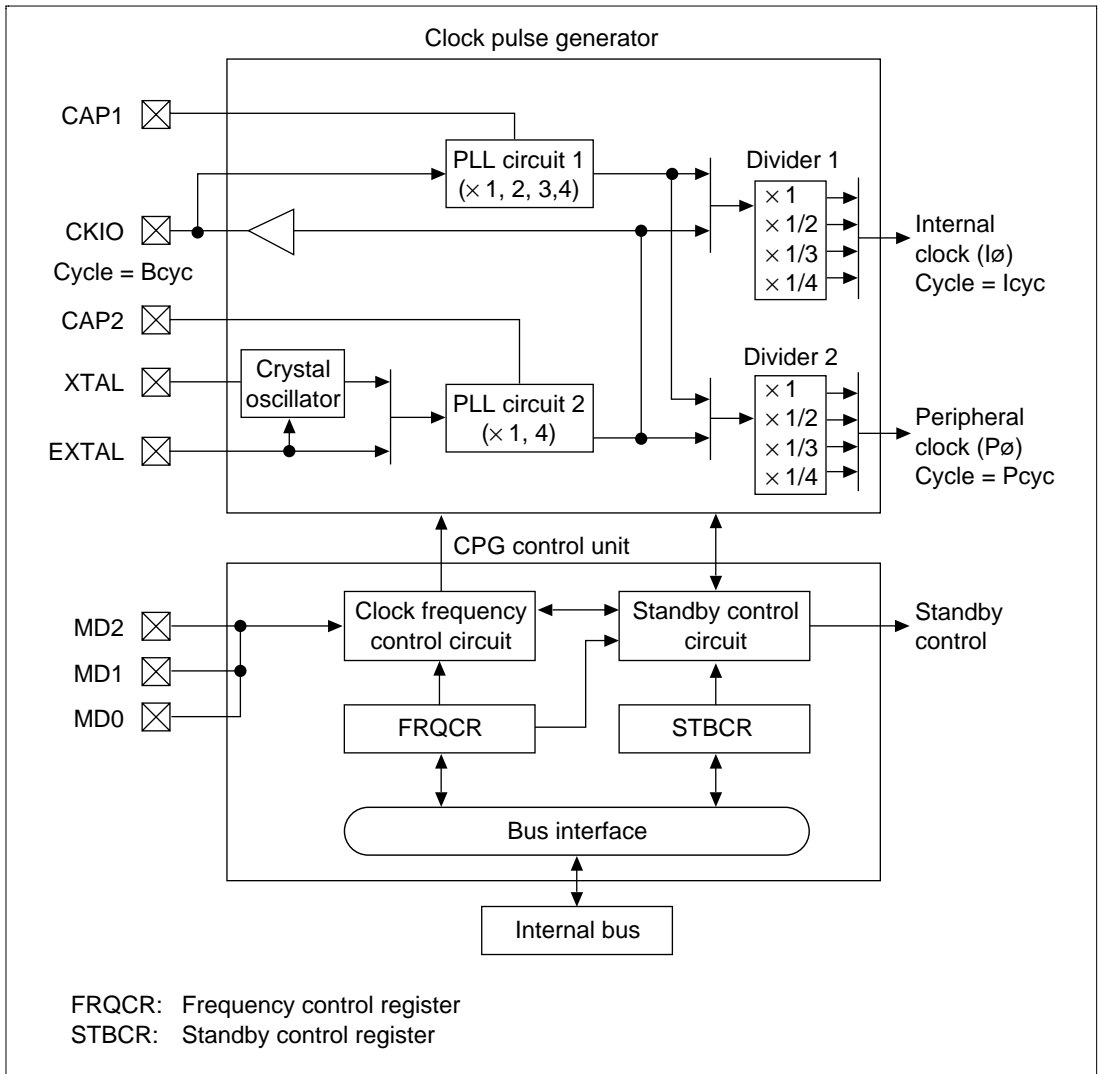 Clock pulse generator
CAP1
PLL circuit 1
(× 1, 2, 3,4)
Divider 1
× 1
× 1/2
× 1/3
× 1/4
Internal
clock (Iø)
Cycle = Icyc
CKIO
Cycle = Bcyc
CAP2
XTAL
Crystal
oscillator
EXTAL
PLL circuit 2
(× 1, 4)
Divider 2
× 1
× 1/2
× 1/3
× 1/4
Peripheral
clock (Pø)
Cycle = Pcyc
CPG control unit
MD2
MD1
MD0
Clock frequency
control circuit
Standby control
circuit
Standby
control
FRQCR
STBCR
Bus interface
Internal bus
FRQCR: Frequency control register
STBCR: Standby control register